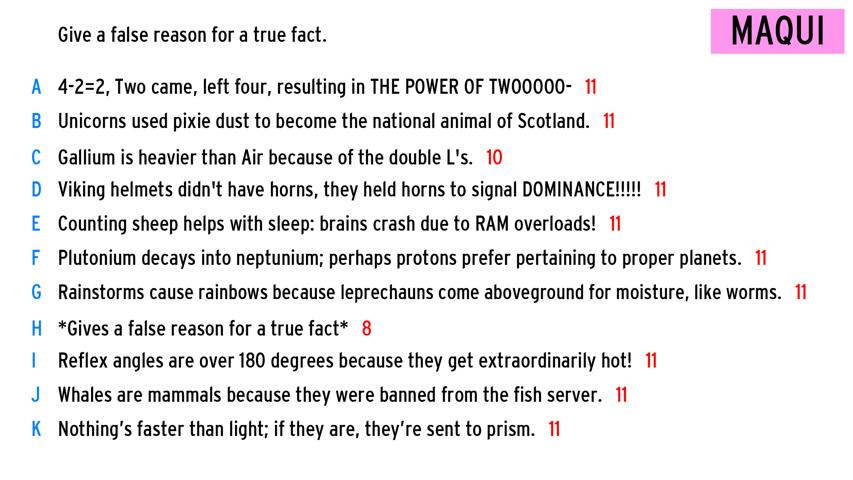 Give a false reason for a true fact.
MAQUI
A 4-2=2, Two came, left four, resulting in THE POWER OF TWOOOOO- 11
B Unicorns used pixie dust to become the national animal of Scotland. 11
C Gallium is heavier than Air because of the double L's. 10
D Viking helmets didn't have horns, they held horns to signal DOMINANCE!!!!! 11
E Counting sheep helps with sleep: brains crash due to RAM overloads! 11
F Plutonium decays into neptunium; perhaps protons prefer pertaining to proper planets. 11
G Rainstorms cause rainbows because leprechauns come aboveground for moisture, like worms. 11
H *Gives a false reason for a true fact* 8
I Reflex angles are over 180 degrees because they get extraordinarily hot! 11
J Whales are mammals because they were banned from the fish server. 11
K Nothing’s faster than light; if they are, they’re sent to prism. 11